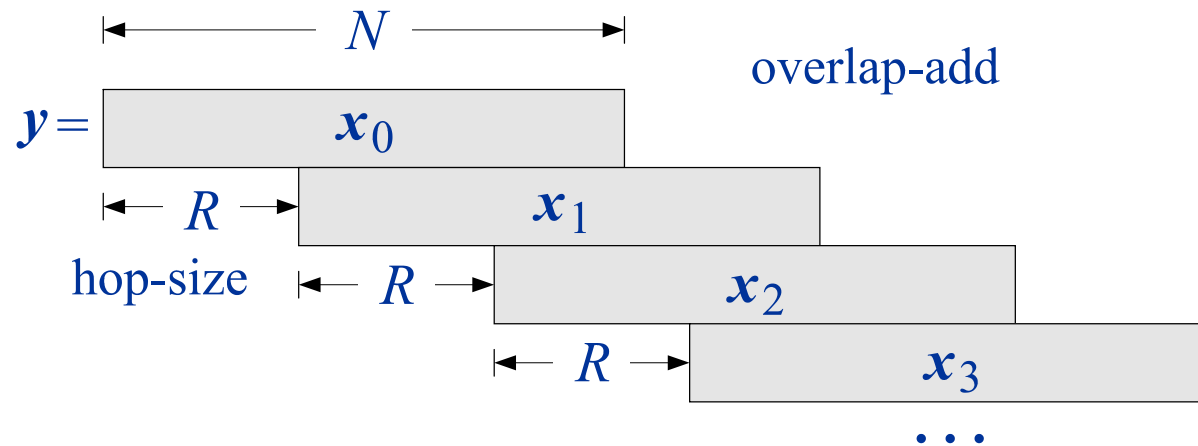 N
overlap-add
y = x0
R x1
hop-size R x2
R x3
...